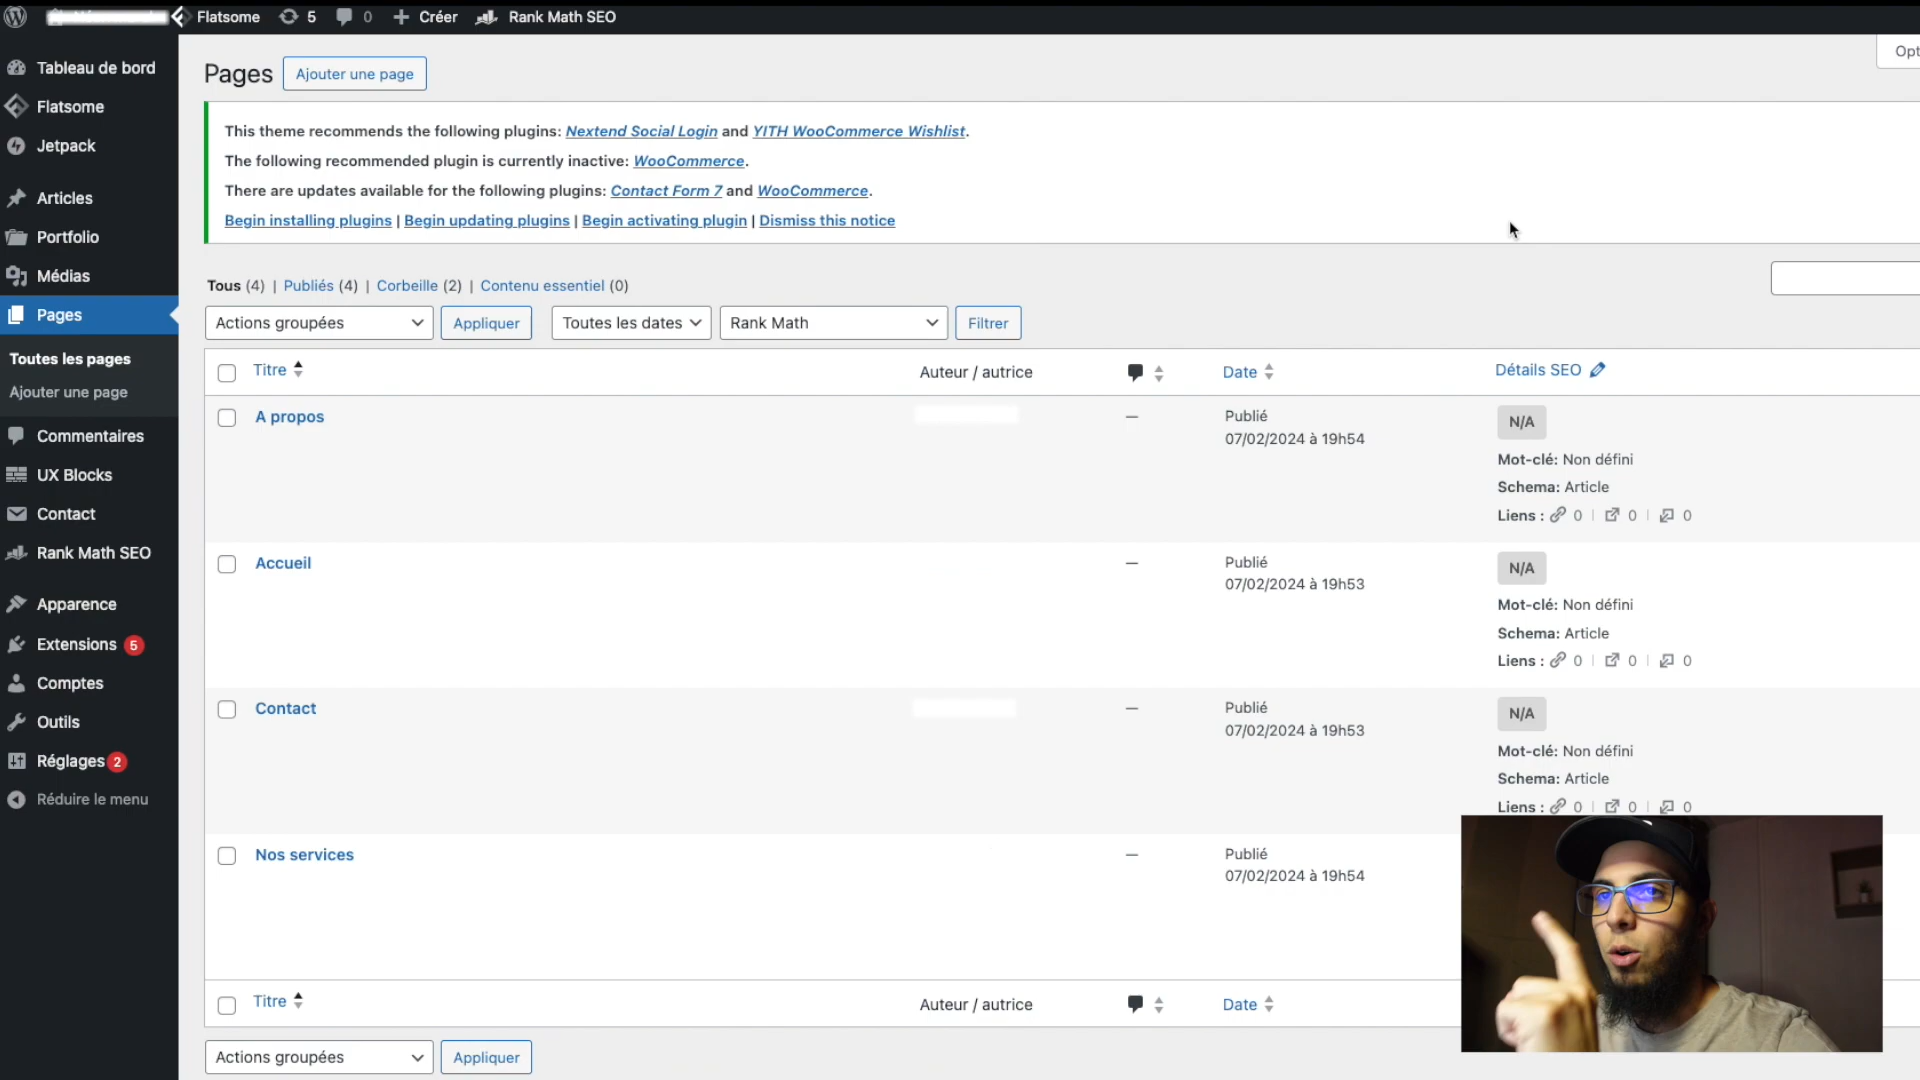 Flatsome 5 0 Créer Rank Math SEO
Tableau de bord
Flatsome
Jetpack
Articles
Portfolio
Médias
Pages
Toutes les pages
Ajouter une page
Commentaires
UX Blocks
Contact
Rank Math SEO
Apparence
Extensions 5
Comptes
Outils
Réglages 2
Réduire le menu
Opt
Pages Ajouter une page
This theme recommends the following plugins: Nextend Social Login and YITH WooCommerce Wishlist.
The following recommended plugin is currently inactive: WooCommerce.
There are updates available for the following plugins: Contact Form 7 and WooCommerce.
Begin installing plugins | Begin updating plugins | Begin activating plugin | Dismiss this notice
Tous (4) | Publiés (4) | Corbeille (2) | Contenu essentiel (0)
Actions groupées Appliquer Toutes les dates Rank Math Filtrer
Titre Auteur / autrice Date Détails SEO
A propos — Publié N/A
07/02/2024 à 19h54
Mot-clé: Non défini
Schema: Article
Liens : 0 | 0 | 0
Accueil — Publié N/A
07/02/2024 à 19h53
Mot-clé: Non défini
Schema: Article
Liens : 0 | 0 | 0
Contact — Publié N/A
07/02/2024 à 19h53
Mot-clé: Non défini
Schema: Article
Liens : 0 | 0 | 0
Nos services — Publié
07/02/2024 à 19h54
Titre Auteur / autrice Date
Actions groupées Appliquer